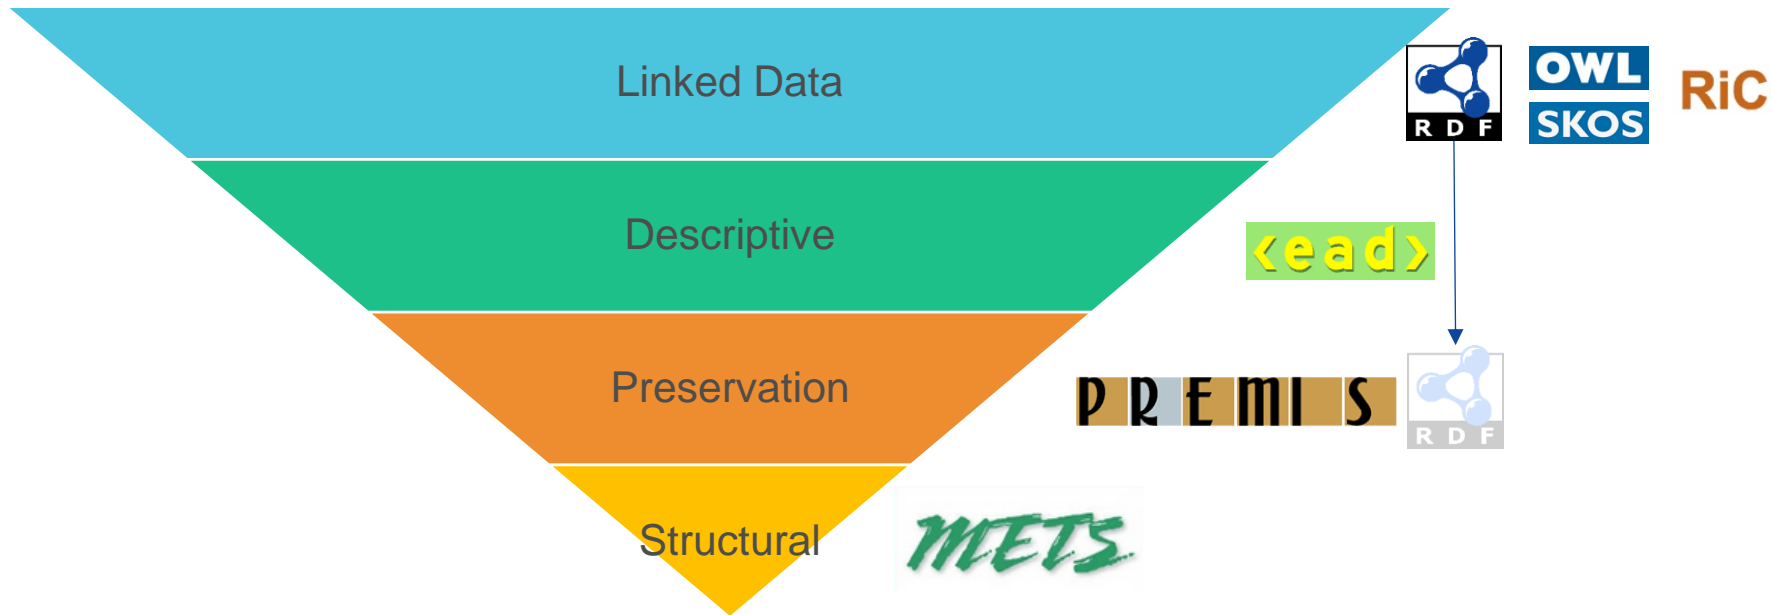 Linked Data
RDF
OWL
SKOS
RiC
Descriptive
<ead>
Preservation
PREMIS
RDF
Structural
METS